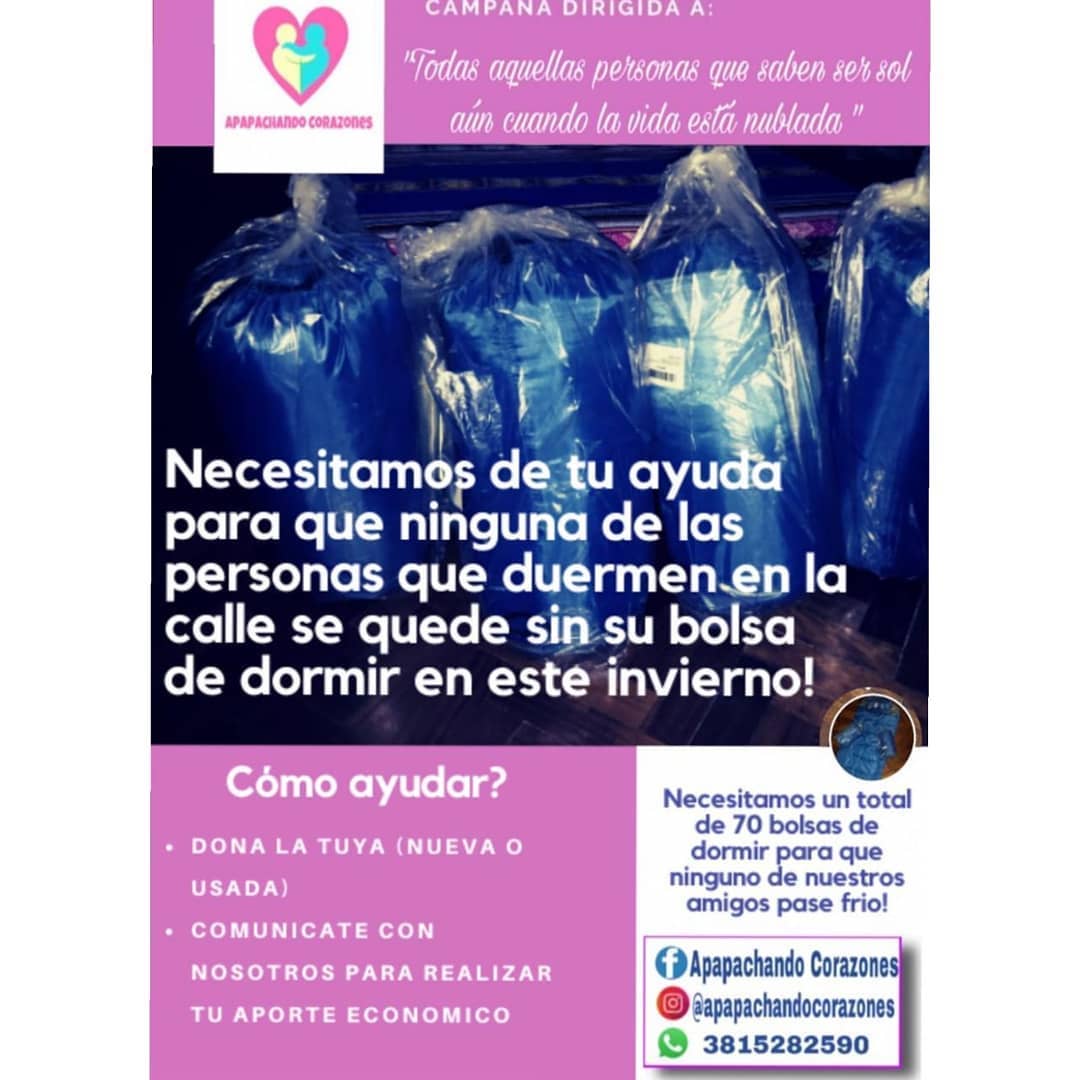 CAMPAÑA DIRIGIDA A:
"Todas aquellas personas que saben ser sol
aún cuando la vida está nublada"
APAPACHANDO CORAZONES
Necesitamos de tu ayuda
para que ninguna de las
personas que duermen en la
calle se quede sin su bolsa
de dormir en este invierno!
Cómo ayudar?
• DONA LA TUYA (NUEVA O
USADA)
• COMUNICATE CON
NOSOTROS PARA REALIZAR
TU APORTE ECONOMICO
Necesitamos un total
de 70 bolsas de
dormir para que
ninguno de nuestros
amigos pase frio!
Apapachando Corazones
@apapachandocorazones
3815282590